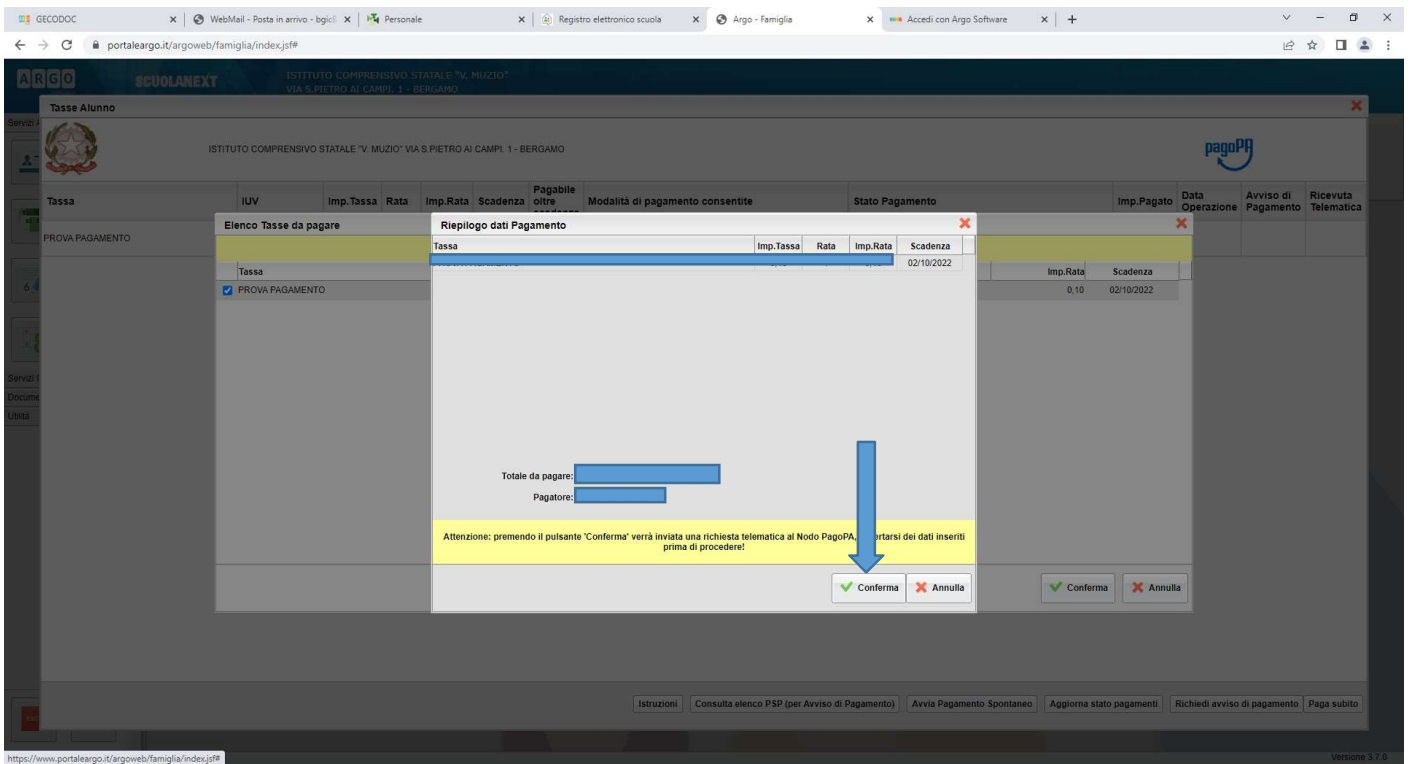 GECODOC
WebMail - Posta in arrivo - bgic8
Personale
Registro elettronico scuola
Argo - Famiglia
Accedi con Argo Software
portaleargo.it/argoweb/famiglia/index.jsf#
ARGO SCUOLANEXT
ISTITUTO COMPRENSIVO STATALE "V. MUZIO"
VIA S.PIETRO AI CAMPI. 1 - BERGAMO
Tasse Alunno
ISTITUTO COMPRENSIVO STATALE "V. MUZIO" VIA S.PIETRO AI CAMPI. 1 - BERGAMO
pagoPA
Tassa IUV Imp.Tassa Rata Imp.Rata Scadenza Pagabile oltre Modalità di pagamento consentite Stato Pagamento Imp.Pagato Data Operazione Avviso di Pagamento Ricevuta Telematica
PROVA PAGAMENTO
Elenco Tasse da pagare
Riepilogo dati Pagamento
Tassa Imp.Tassa Rata Imp.Rata Scadenza
02/10/2022
Tassa Imp.Rata Scadenza
PROVA PAGAMENTO 0,10 02/10/2022
Servizi
Docume
Utilità
Totale da pagare:
Pagatore:
Attenzione: premendo il pulsante 'Conferma' verrà inviata una richiesta telematica al Nodo PagoPA, ertarsi dei dati inseriti
prima di procedere!
Conferma Annulla
Conferma Annulla
Istruzioni Consulta elenco PSP (per Avviso di Pagamento) Avvia Pagamento Spontaneo Aggiorna stato pagamenti Richiedi avviso di pagamento Paga subito
https://www.portaleargo.it/argoweb/famiglia/index.jsf#
Versione 3.7.0